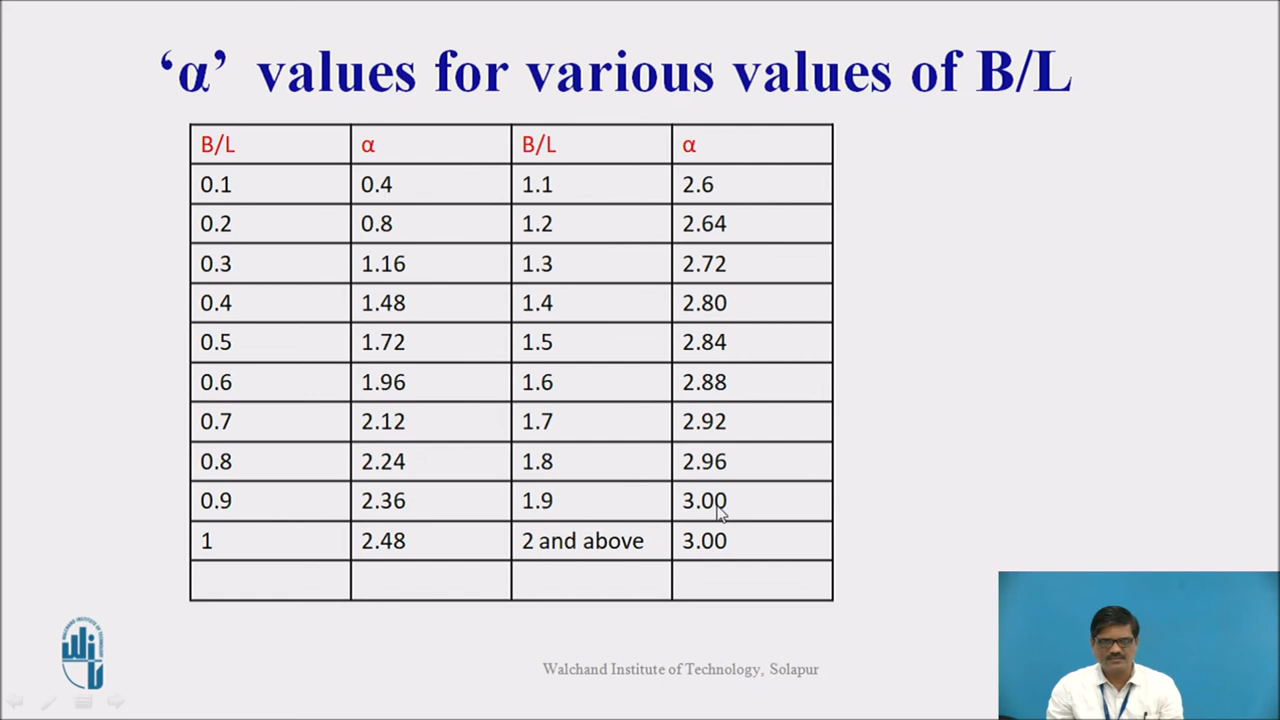 ‘α’ values for various values of B/L
B/L α B/L α
0.1 0.4 1.1 2.6
0.2 0.8 1.2 2.64
0.3 1.16 1.3 2.72
0.4 1.48 1.4 2.80
0.5 1.72 1.5 2.84
0.6 1.96 1.6 2.88
0.7 2.12 1.7 2.92
0.8 2.24 1.8 2.96
0.9 2.36 1.9 3.00
1 2.48 2 and above 3.00
Walchand Institute of Technology, Solapur